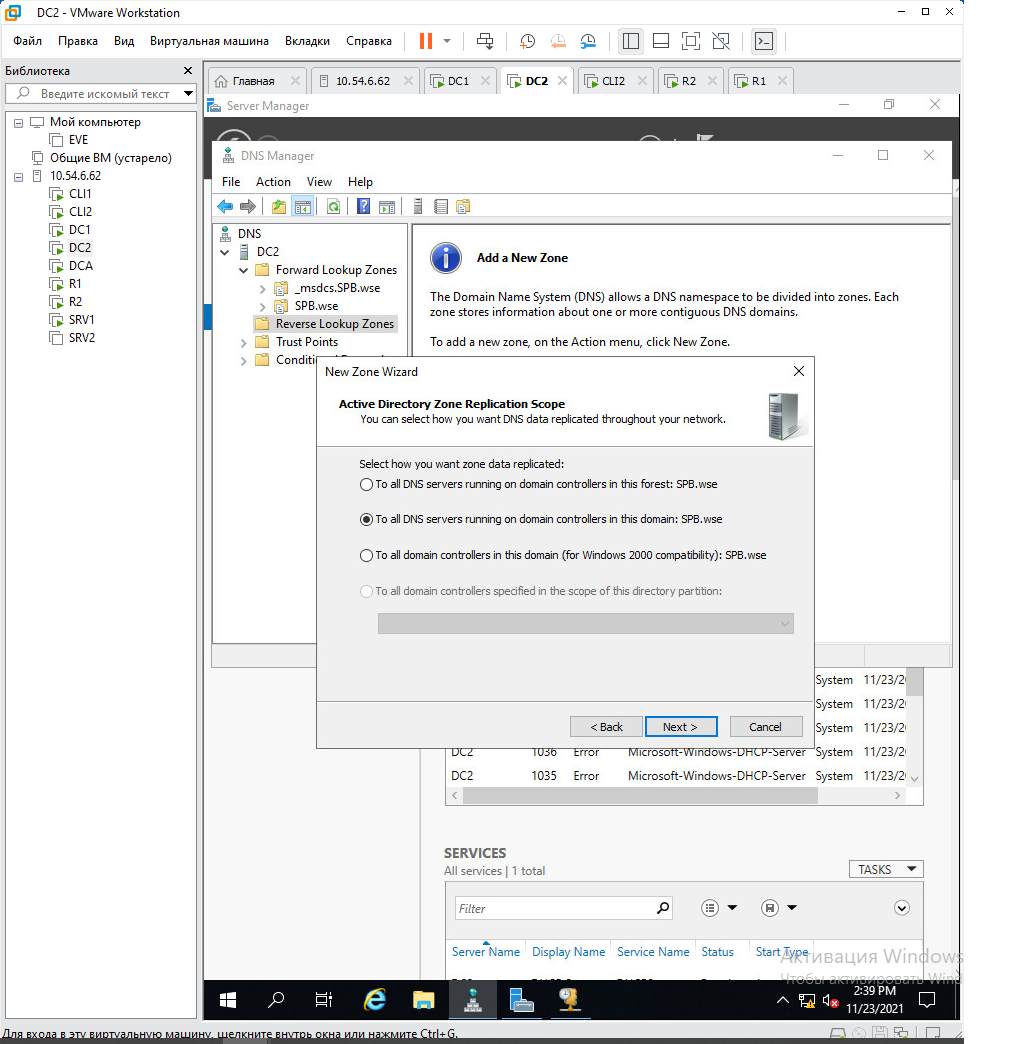 DC2 - VMware Workstation
Файл Правка Вид Виртуальная машина Вкладки Справка
Библиотека
Введите искомый текст
Мой компьютер
EVE
Общие ВМ (устарело)
10.54.6.62
CLI1
CLI2
DC1
DC2
DCA
R1
R2
SRV1
SRV2
Главная 10.54.6.62 DC1 DC2 CLI2 R2 R1
Server Manager
DNS Manager
File Action View Help
DNS
DC2
Forward Lookup Zones
_msdcs.SPB.wse
SPB.wse
Reverse Lookup Zones
Trust Points
Add a New Zone
The Domain Name System (DNS) allows a DNS namespace to be divided into zones. Each
zone stores information about one or more contiguous DNS domains.
To add a new zone, on the Action menu, click New Zone.
New Zone Wizard
Active Directory Zone Replication Scope
You can select how you want DNS data replicated throughout your network.
Select how you want zone data replicated:
To all DNS servers running on domain controllers in this forest: SPB.wse
To all DNS servers running on domain controllers in this domain: SPB.wse
To all domain controllers in this domain (for Windows 2000 compatibility): SPB.wse
To all domain controllers specified in the scope of this directory partition:
< Back Next > Cancel
System 11/23/2
System 11/23/2
System 11/23/2
DC2 1036 Error Microsoft-Windows-DHCP-Server System 11/23/2
DC2 1035 Error Microsoft-Windows-DHCP-Server System 11/23/2
SERVICES
All services | 1 total
TASKS
Filter
Server Name Display Name Service Name Status Start Type
Активация Windows
Чтобы активировать Wind
2:39 PM
11/23/2021
Для входа в эту виртуальную машину, щелкните внутрь окна или нажмите Ctrl+G.